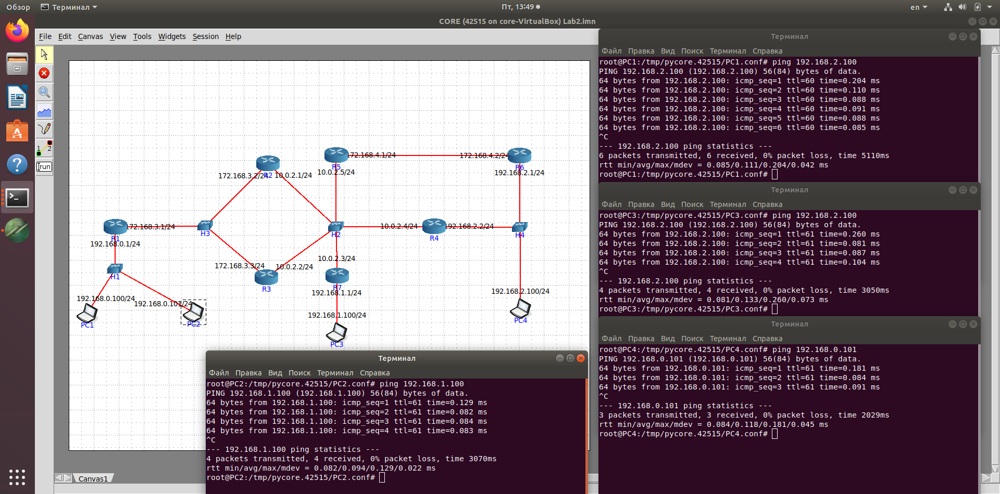 Обзор
Терминал
Пт, 13:49
en
CORE (42515 on core-VirtualBox) Lab2.imn
File Edit Canvas View Tools Widgets Session Help
1 2
run
172.168.4.1/24
172.168.4.2/24
R5
R6
10.0.2.5/24
192.168.2.1/24
172.168.3.2/24
R2
10.0.2.1/24
172.168.3.1/24
R1
H3
H2
10.0.2.4/24
R4
192.168.2.2/24
H4
192.168.0.1/24
10.0.2.3/24
172.168.3.3/24
10.0.2.2/24
H1
R3
R7
192.168.1.1/24
192.168.2.100/24
192.168.0.100/24
192.168.0.101/24
192.168.1.100/24
PC1
PC2
PC4
PC3
Canvas1
Терминал
Файл Правка Вид Поиск Терминал Справка
root@PC1:/tmp/pycore.42515/PC1.conf# ping 192.168.2.100
PING 192.168.2.100 (192.168.2.100) 56(84) bytes of data.
64 bytes from 192.168.2.100: icmp_seq=1 ttl=60 time=0.204 ms
64 bytes from 192.168.2.100: icmp_seq=2 ttl=60 time=0.110 ms
64 bytes from 192.168.2.100: icmp_seq=3 ttl=60 time=0.088 ms
64 bytes from 192.168.2.100: icmp_seq=4 ttl=60 time=0.091 ms
64 bytes from 192.168.2.100: icmp_seq=5 ttl=60 time=0.088 ms
64 bytes from 192.168.2.100: icmp_seq=6 ttl=60 time=0.085 ms
^C
--- 192.168.2.100 ping statistics ---
6 packets transmitted, 6 received, 0% packet loss, time 5110ms
rtt min/avg/max/mdev = 0.085/0.111/0.204/0.042 ms
root@PC1:/tmp/pycore.42515/PC1.conf#
Терминал
Файл Правка Вид Поиск Терминал Справка
root@PC3:/tmp/pycore.42515/PC3.conf# ping 192.168.2.100
PING 192.168.2.100 (192.168.2.100) 56(84) bytes of data.
64 bytes from 192.168.2.100: icmp_seq=1 ttl=61 time=0.260 ms
64 bytes from 192.168.2.100: icmp_seq=2 ttl=61 time=0.081 ms
64 bytes from 192.168.2.100: icmp_seq=3 ttl=61 time=0.087 ms
64 bytes from 192.168.2.100: icmp_seq=4 ttl=61 time=0.104 ms
^C
--- 192.168.2.100 ping statistics ---
4 packets transmitted, 4 received, 0% packet loss, time 3050ms
rtt min/avg/max/mdev = 0.081/0.133/0.260/0.073 ms
root@PC3:/tmp/pycore.42515/PC3.conf#
Терминал
Файл Правка Вид Поиск Терминал Справка
root@PC4:/tmp/pycore.42515/PC4.conf# ping 192.168.0.101
PING 192.168.0.101 (192.168.0.101) 56(84) bytes of data.
64 bytes from 192.168.0.101: icmp_seq=1 ttl=61 time=0.181 ms
64 bytes from 192.168.0.101: icmp_seq=2 ttl=61 time=0.084 ms
64 bytes from 192.168.0.101: icmp_seq=3 ttl=61 time=0.091 ms
^C
--- 192.168.0.101 ping statistics ---
3 packets transmitted, 3 received, 0% packet loss, time 2029ms
rtt min/avg/max/mdev = 0.084/0.118/0.181/0.045 ms
root@PC4:/tmp/pycore.42515/PC4.conf#
Терминал
Файл Правка Вид Поиск Терминал Справка
root@PC2:/tmp/pycore.42515/PC2.conf# ping 192.168.1.100
PING 192.168.1.100 (192.168.1.100) 56(84) bytes of data.
64 bytes from 192.168.1.100: icmp_seq=1 ttl=61 time=0.129 ms
64 bytes from 192.168.1.100: icmp_seq=2 ttl=61 time=0.082 ms
64 bytes from 192.168.1.100: icmp_seq=3 ttl=61 time=0.084 ms
64 bytes from 192.168.1.100: icmp_seq=4 ttl=61 time=0.083 ms
^C
--- 192.168.1.100 ping statistics ---
4 packets transmitted, 4 received, 0% packet loss, time 3070ms
rtt min/avg/max/mdev = 0.082/0.094/0.129/0.022 ms
root@PC2:/tmp/pycore.42515/PC2.conf#